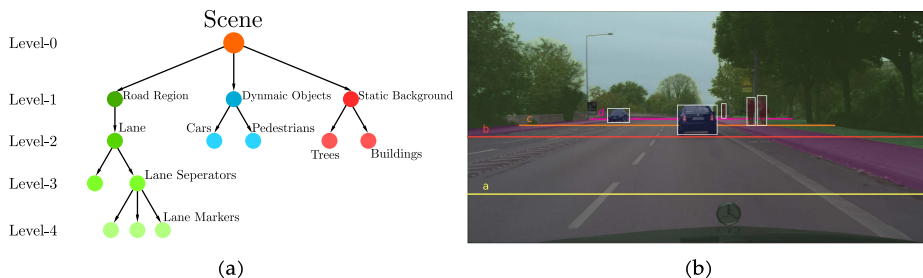 Scene
Level-0
Level-1
Road Region
Dynmaic Objects
Static Background
Level-2
Lane
Cars
Pedestrians
Trees
Buildings
Level-3
Lane Seperators
Level-4
Lane Markers
d
c
b
a
(a)
(b)